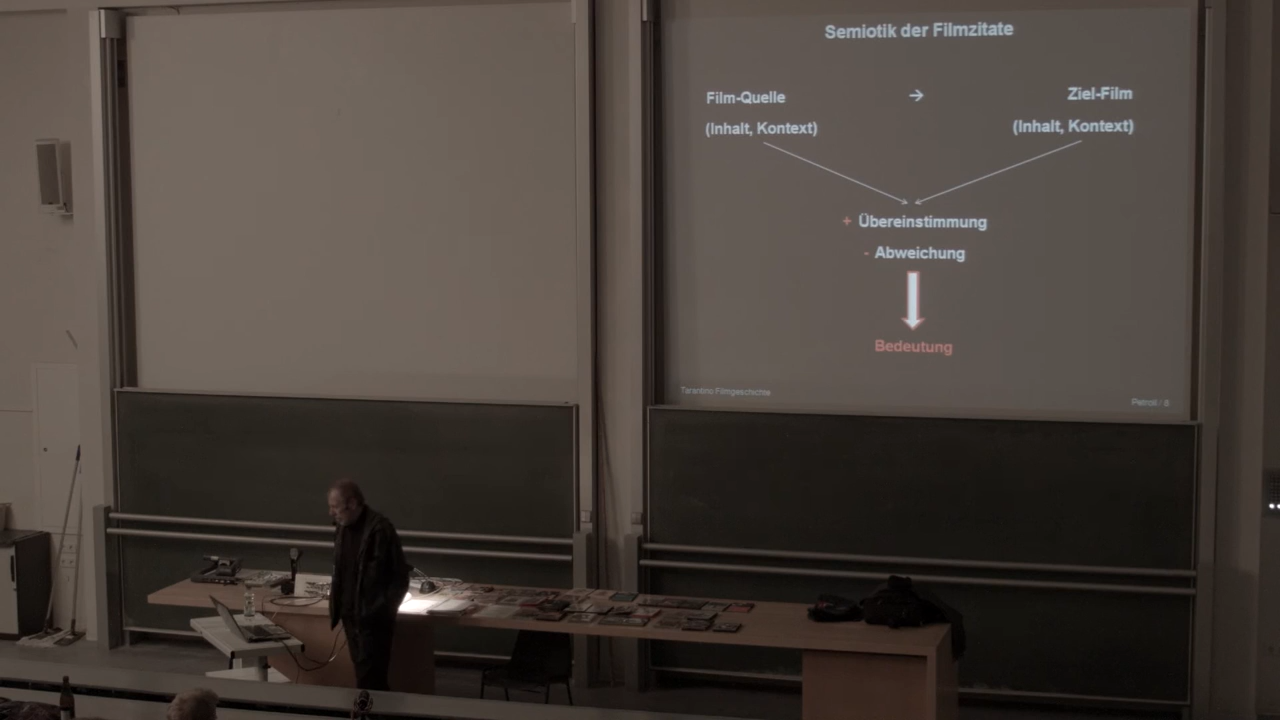 Semiotik der Filmzitate
Film-Quelle → Ziel-Film
(Inhalt, Kontext) (Inhalt, Kontext)
+ Übereinstimmung
- Abweichung
Bedeutung
Tarantino Filmgeschichte
Petroll / 8